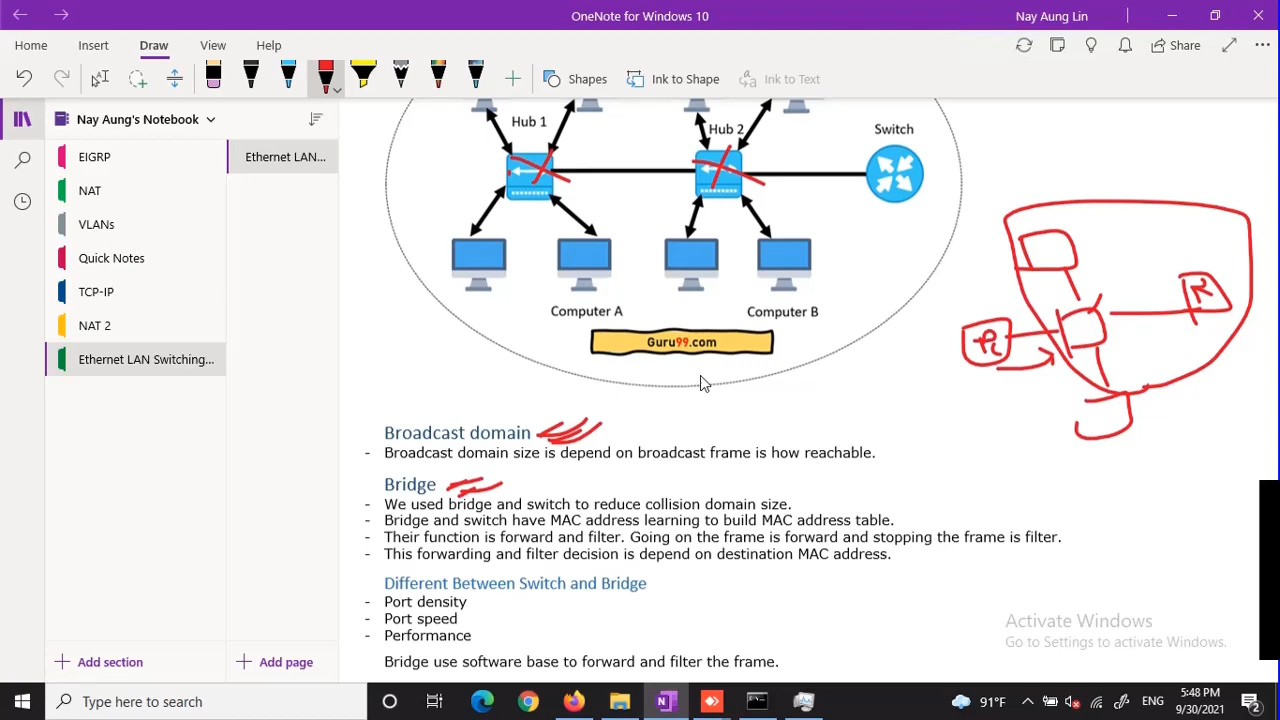 OneNote for Windows 10
Nay Aung Lin
Home
Insert
Draw
View
Help
Share
Shapes
Ink to Shape
Ink to Text
Nay Aung's Notebook
EIGRP
NAT
VLANs
Quick Notes
TCP-IP
NAT 2
Ethernet LAN Switching...
Add section
Ethernet LAN...
Add page
Hub 1
Hub 2
Switch
Computer A
Computer B
Guru99.com
R
Broadcast domain
- Broadcast domain size is depend on broadcast frame is how reachable.
Bridge
- We used bridge and switch to reduce collision domain size.
- Bridge and switch have MAC address learning to build MAC address table.
- Their function is forward and filter. Going on the frame is forward and stopping the frame is filter.
- This forwarding and filter decision is depend on destination MAC address.
Different Between Switch and Bridge
- Port density
- Port speed
- Performance
Bridge use software base to forward and filter the frame.
Activate Windows
Go to Settings to activate Windows.
Type here to search
91°F
ENG
3:48 PM
9/30/2021
2